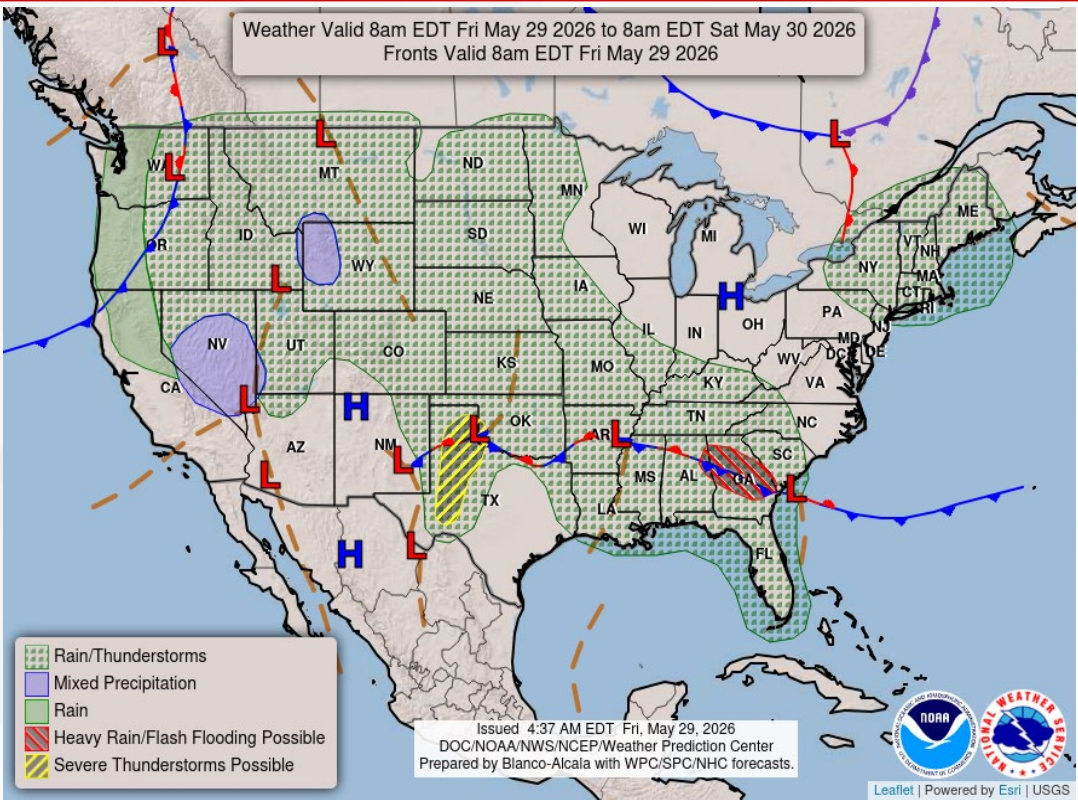 Weather Valid 8am EDT Fri May 29 2026 to 8am EDT Sat May 30 2026
Fronts Valid 8am EDT Fri May 29 2026
L
L
L
L
WA
MT
ND
MN
ME
OR
ID
WY
SD
WI
MI
VT
NH
NY
MA
CT
RI
L
NE
IA
H
PA
NJ
OH
IL
IN
MD
DE
DC
WV
NV
UT
CO
KS
MO
KY
VA
CA
L
H
OK
TN
NC
AZ
NM
L
L
AR
L
SC
L
TX
MS
AL
GA
L
LA
H
L
FL
Rain/Thunderstorms
Mixed Precipitation
Rain
Heavy Rain/Flash Flooding Possible
Severe Thunderstorms Possible
Issued 4:37 AM EDT Fri, May 29, 2026
DOC/NOAA/NWS/NCEP/Weather Prediction Center
Prepared by Blanco-Alcala with WPC/SPC/NHC forecasts.
NOAA
NATIONAL WEATHER SERVICE
Leaflet | Powered by Esri | USGS